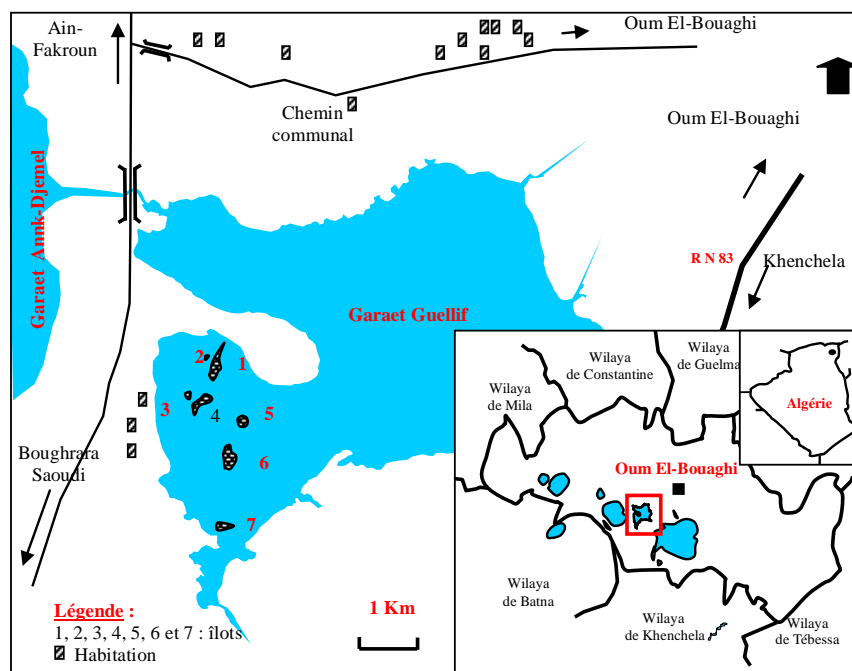 Ain-
Fakroun
Oum El-Bouaghi
Chemin
communal
Oum El-Bouaghi
Garaet Annk-Djemel
R N 83
Khenchela
Garaet Guellif
2
1
3
4
5
6
7
Boughrara
Saoudi
Légende :
1, 2, 3, 4, 5, 6 et 7 : îlots
Habitation
1 Km
Wilaya
de Mila
Wilaya
de Constantine
Wilaya
de Guelma
Algérie
Oum El-Bouaghi
Wilaya
de Batna
Wilaya
de Khenchela
Wilaya
de Tébessa